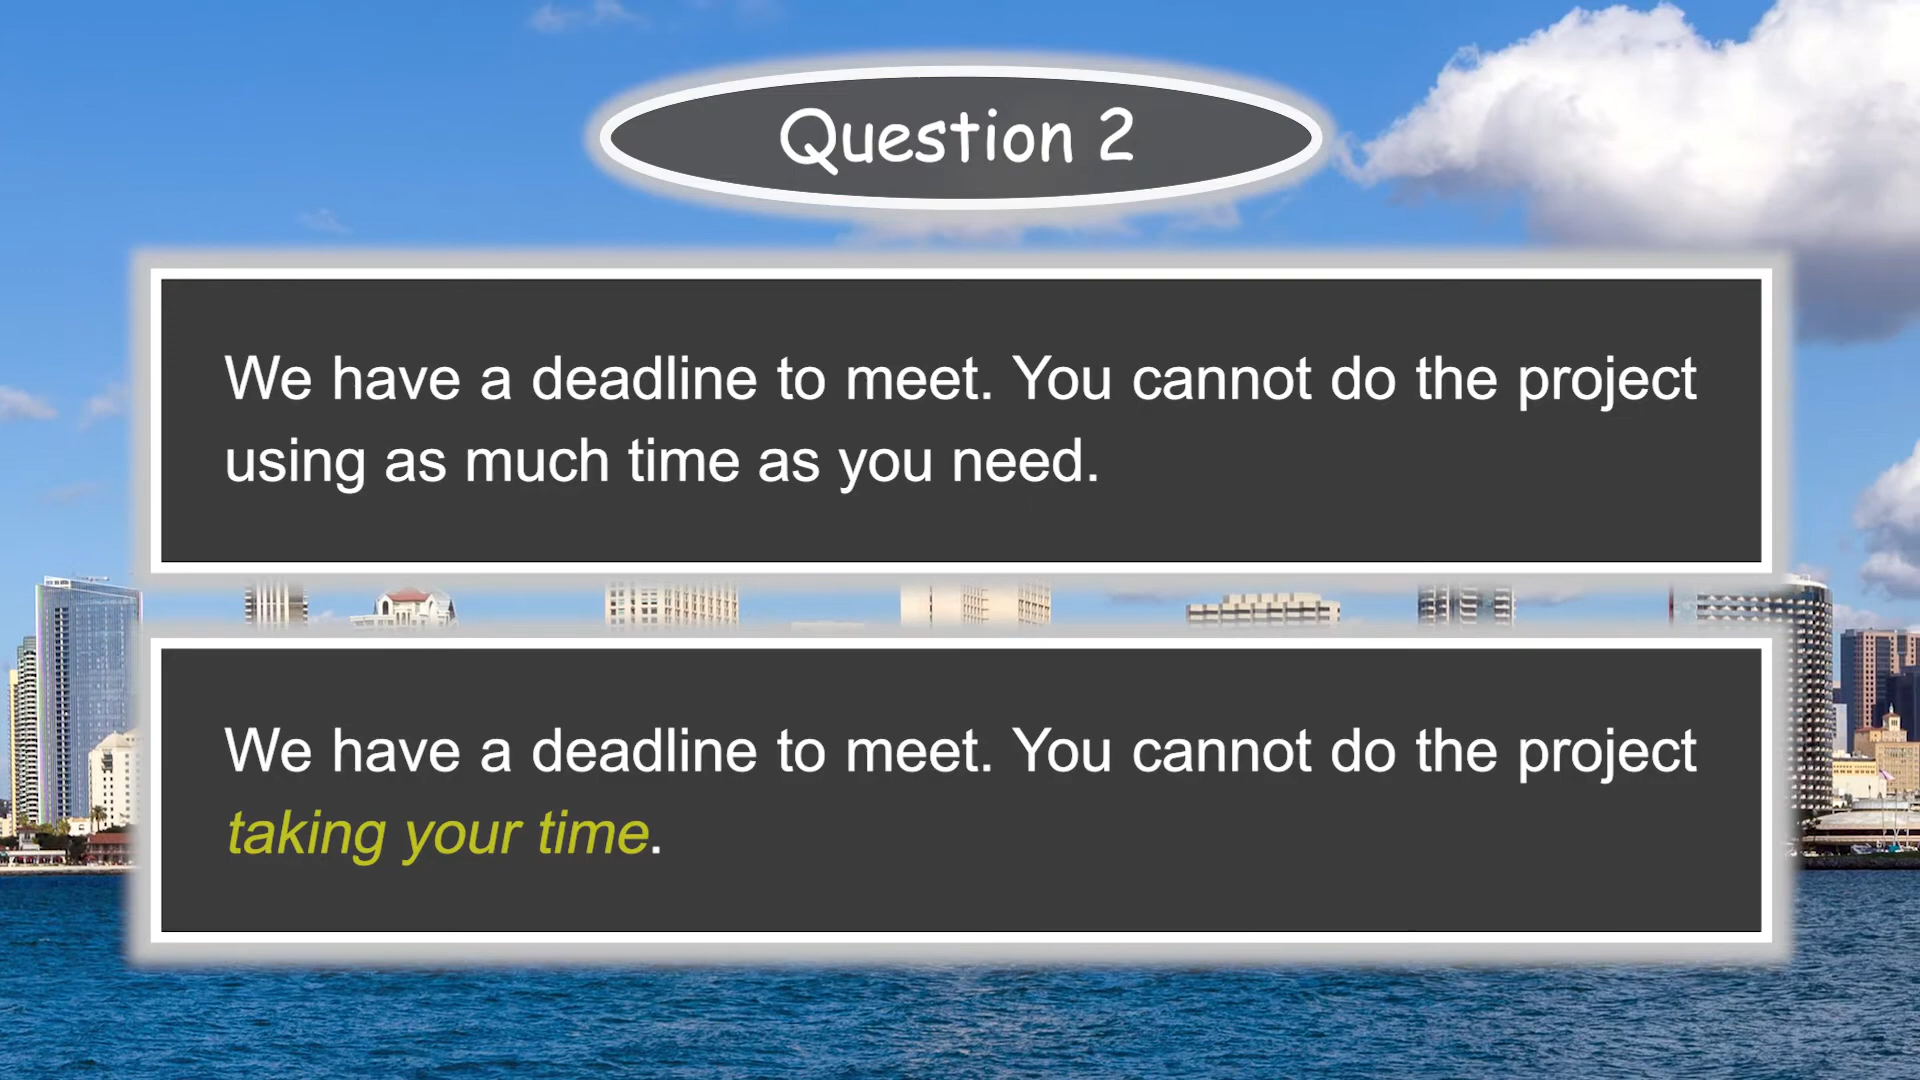 Question 2
We have a deadline to meet. You cannot do the project
using as much time as you need.
We have a deadline to meet. You cannot do the project
taking your time.